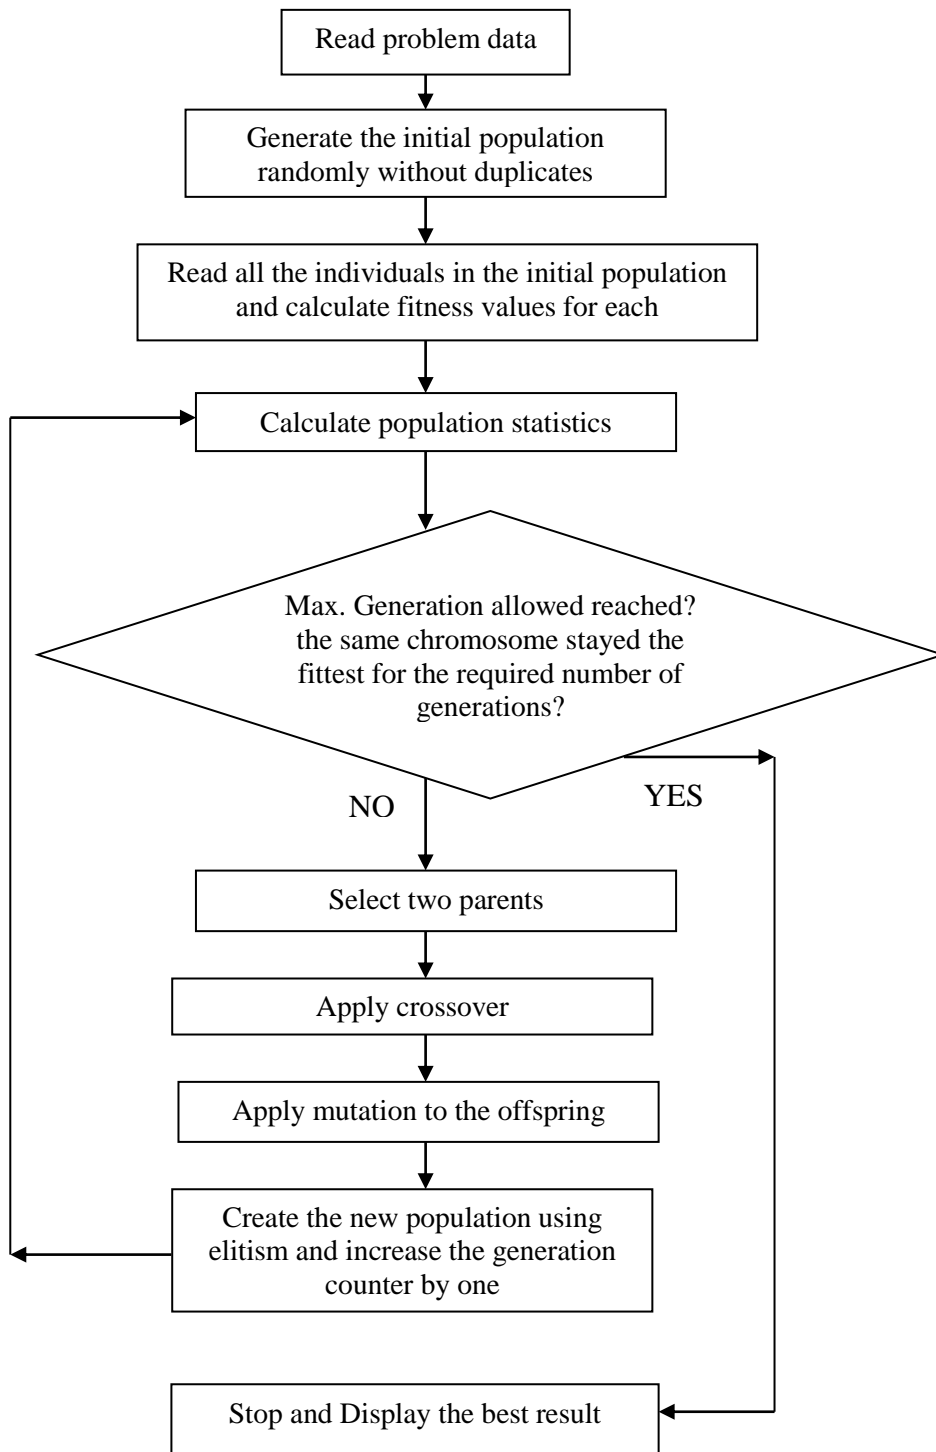 Read problem data
Generate the initial population
randomly without duplicates
Read all the individuals in the initial population
and calculate fitness values for each
Calculate population statistics
Max. Generation allowed reached?
the same chromosome stayed the
fittest for the required number of
generations?
NO
YES
Select two parents
Apply crossover
Apply mutation to the offspring
Create the new population using
elitism and increase the generation
counter by one
Stop and Display the best result